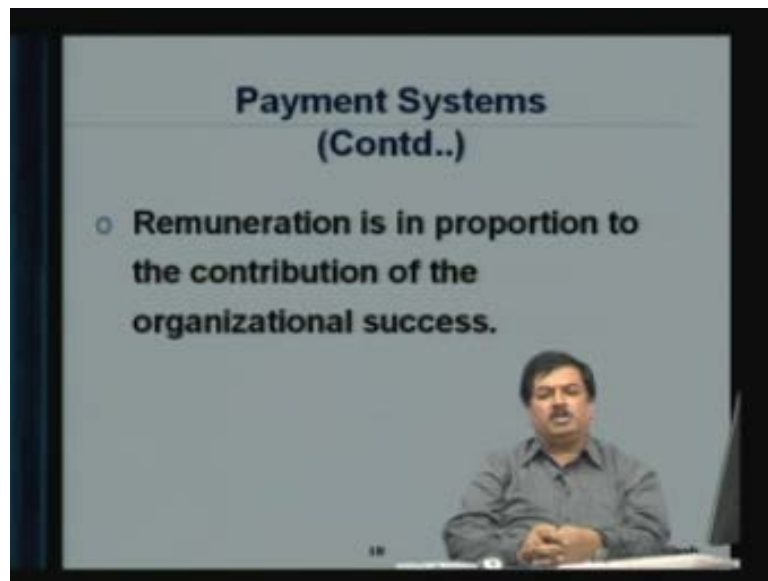 Payment Systems
(Contd..)
o Remuneration is in proportion to
the contribution of the
organizational success.